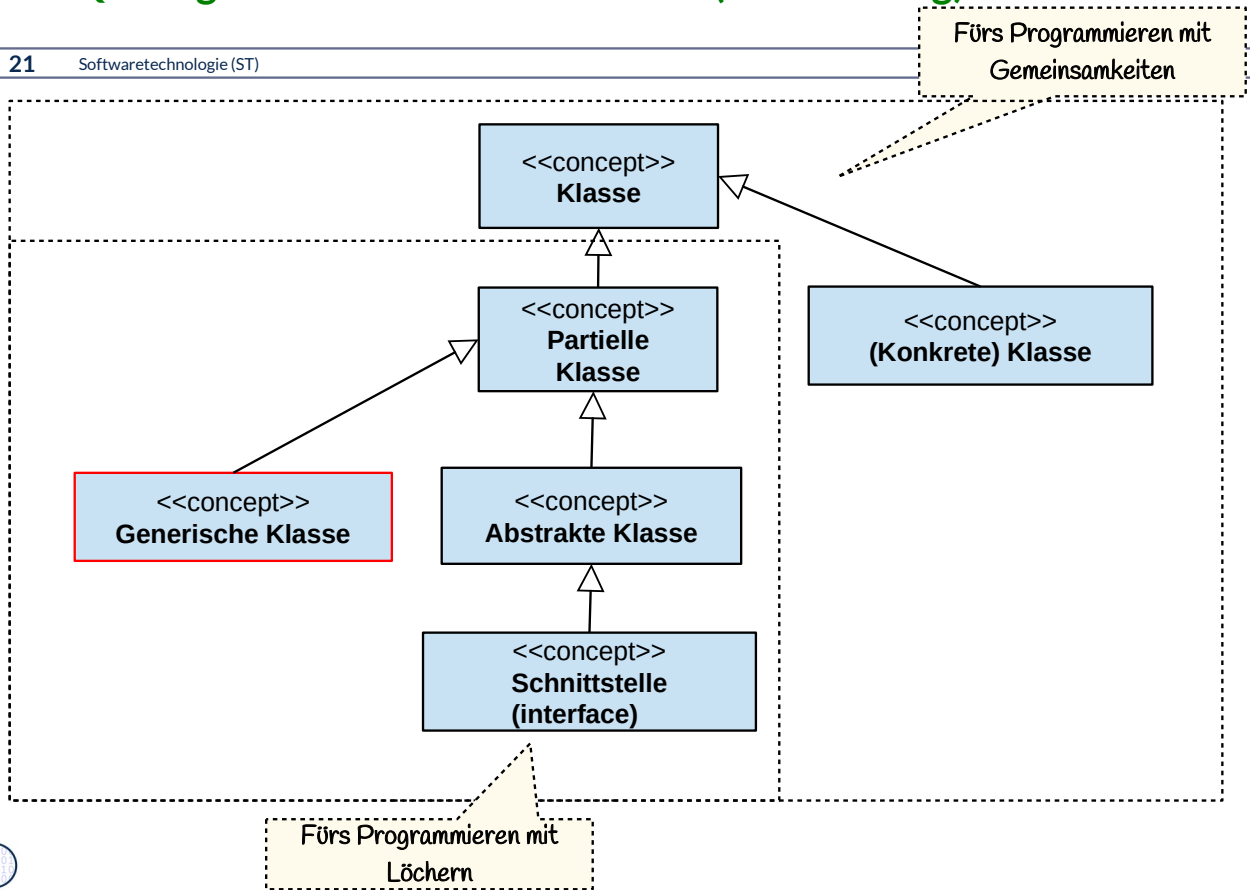 21 Softwaretechnologie (ST)
Fürs Programmieren mit
Gemeinsamkeiten
<<concept>>
Klasse
<<concept>>
Partielle
Klasse
<<concept>>
(Konkrete) Klasse
<<concept>>
Generische Klasse
<<concept>>
Abstrakte Klasse
<<concept>>
Schnittstelle
(interface)
Fürs Programmieren mit
Löchern